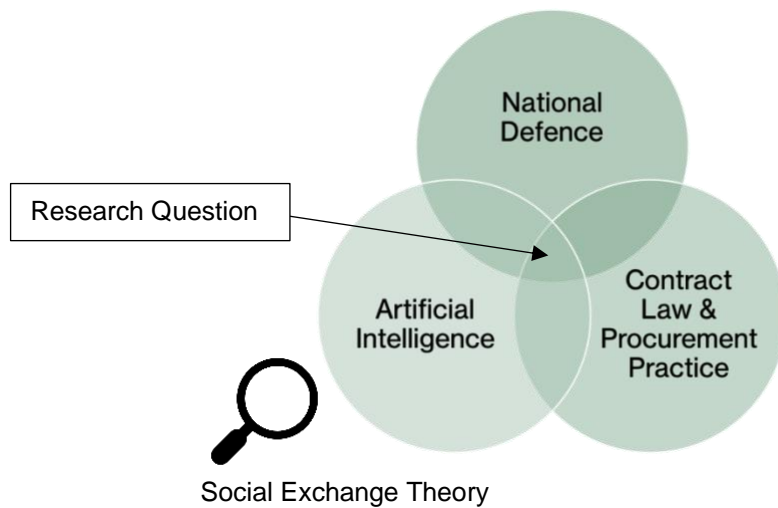 National
Defence
Research Question
Artificial
Intelligence
Contract
Law &
Procurement
Practice
Social Exchange Theory